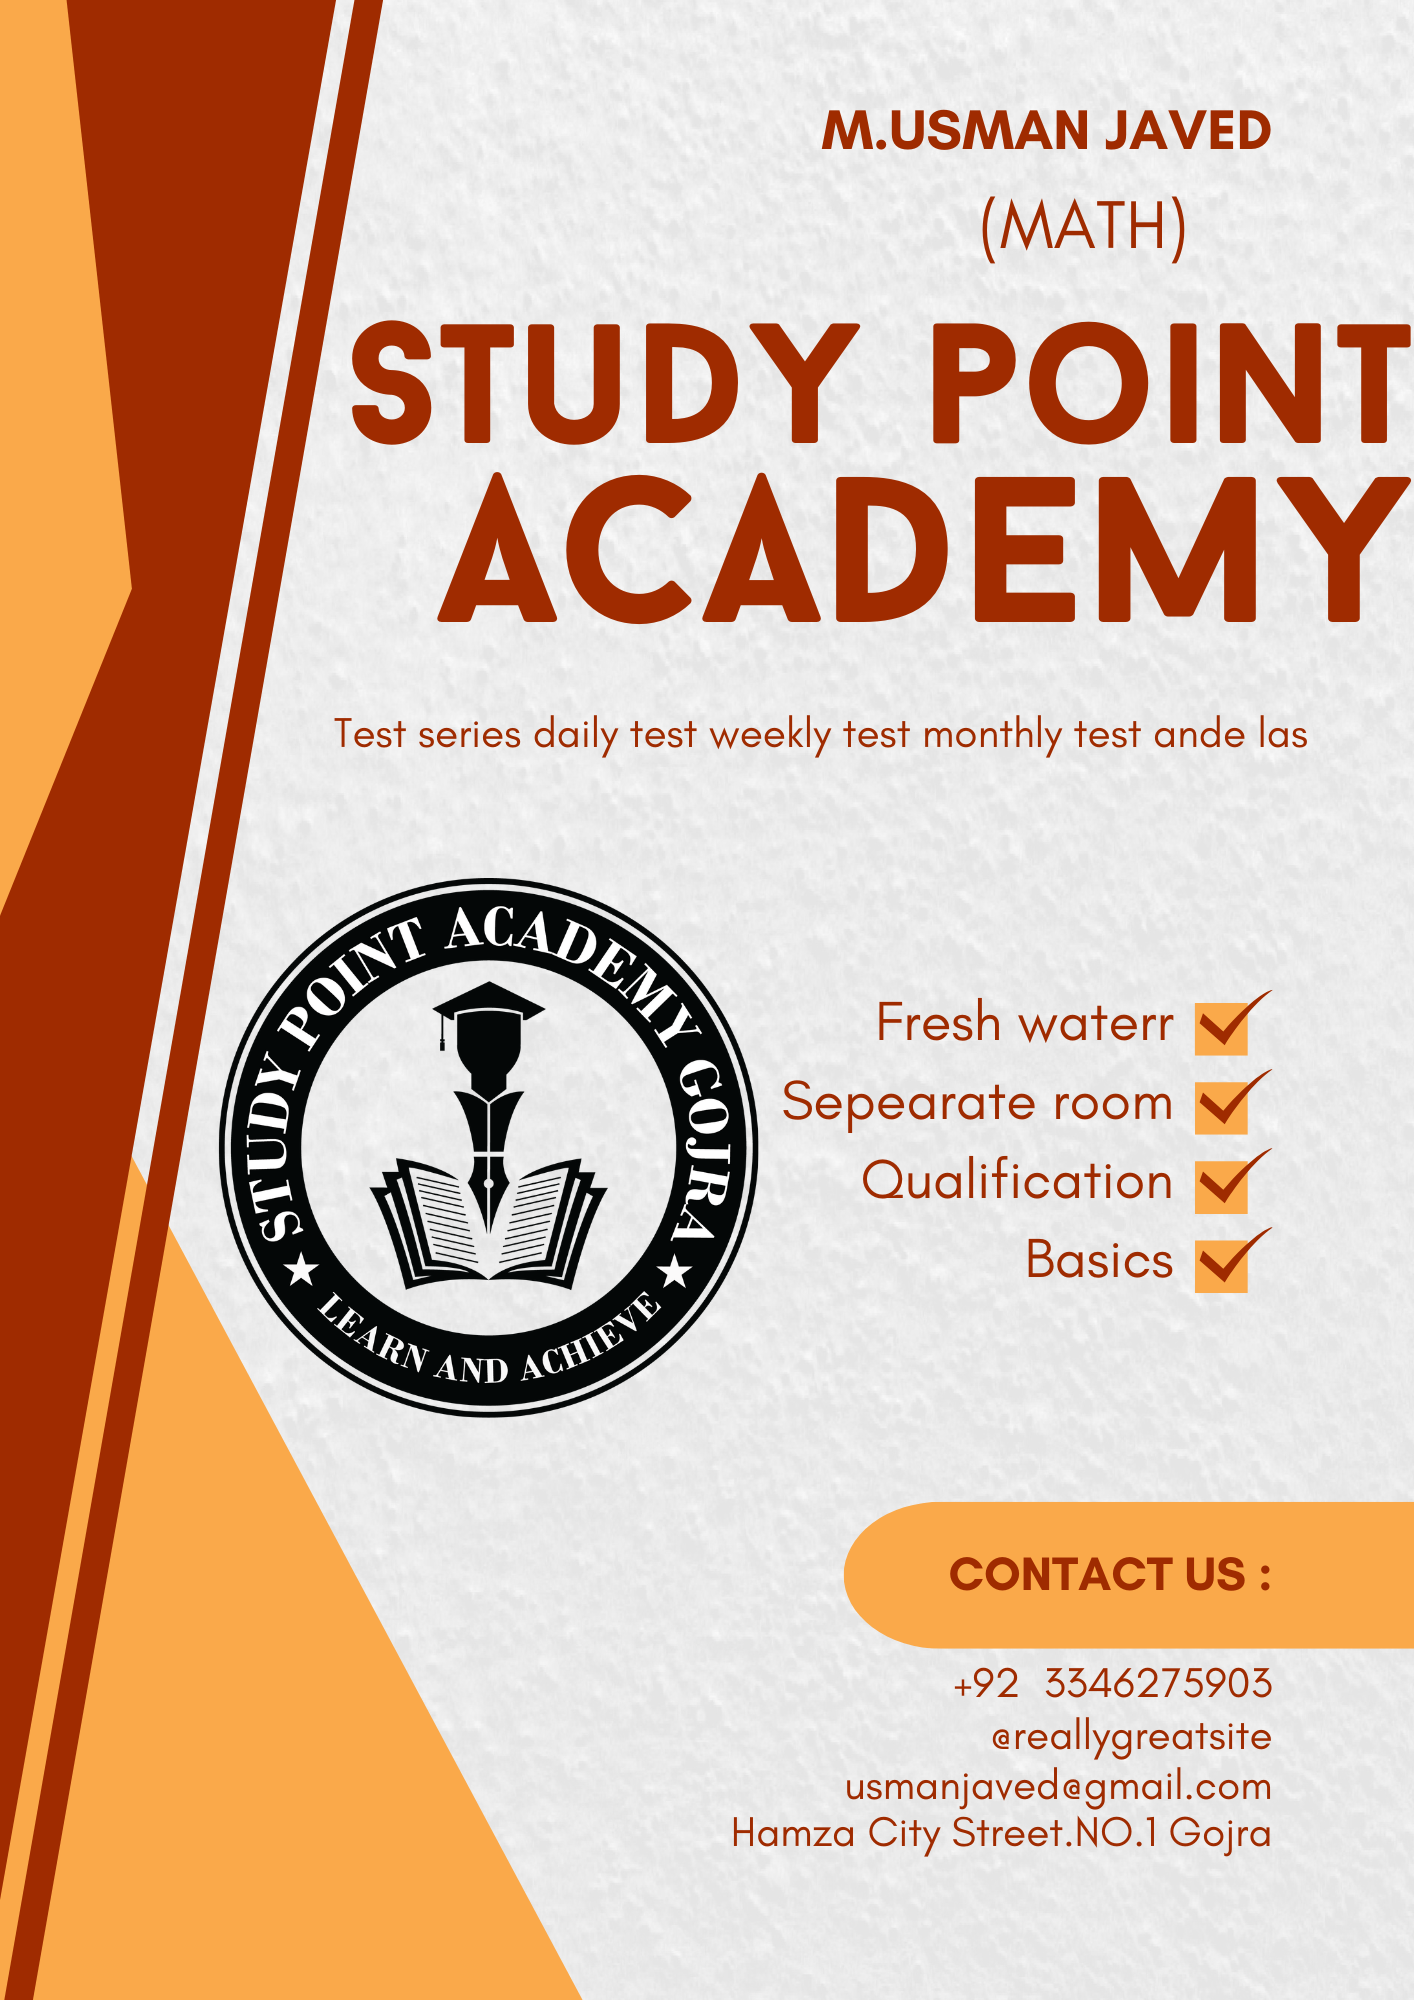 M.USMAN JAVED
(MATH)
STUDY POINT
ACADEMY
Test series daily test weekly test monthly test ande las
STUDY POINT ACADEMY GOJRA
LEARN AND ACHIEVE
Fresh waterr
Sepearate room
Qualification
Basics
CONTACT US :
+92 3346275903
@reallygreatsite
usmanjaved@gmail.com
Hamza City Street.NO.1 Gojra